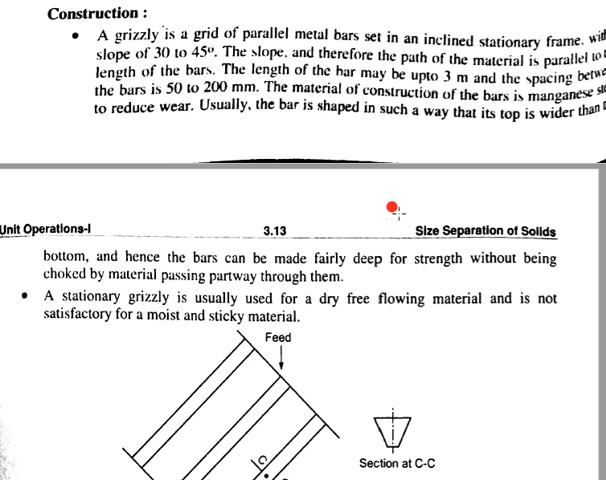 Construction :
• A grizzly is a grid of parallel metal bars set in an inclined stationary frame, with
slope of 30 to 45º. The slope, and therefore the path of the material is parallel to
length of the bars. The length of the bar may be upto 3 m and the spacing
the bars is 50 to 200 mm. The material of construction of the bars is manganese
to reduce wear. Usually, the bar is shaped in such a way that its top is wider than
Unit Operations-I 3.13 Size Separation of Solids
bottom, and hence the bars can be made fairly deep for strength without being
choked by material passing partway through them.
• A stationary grizzly is usually used for a dry free flowing material and is not
satisfactory for a moist and sticky material.
Feed
C
Section at C-C